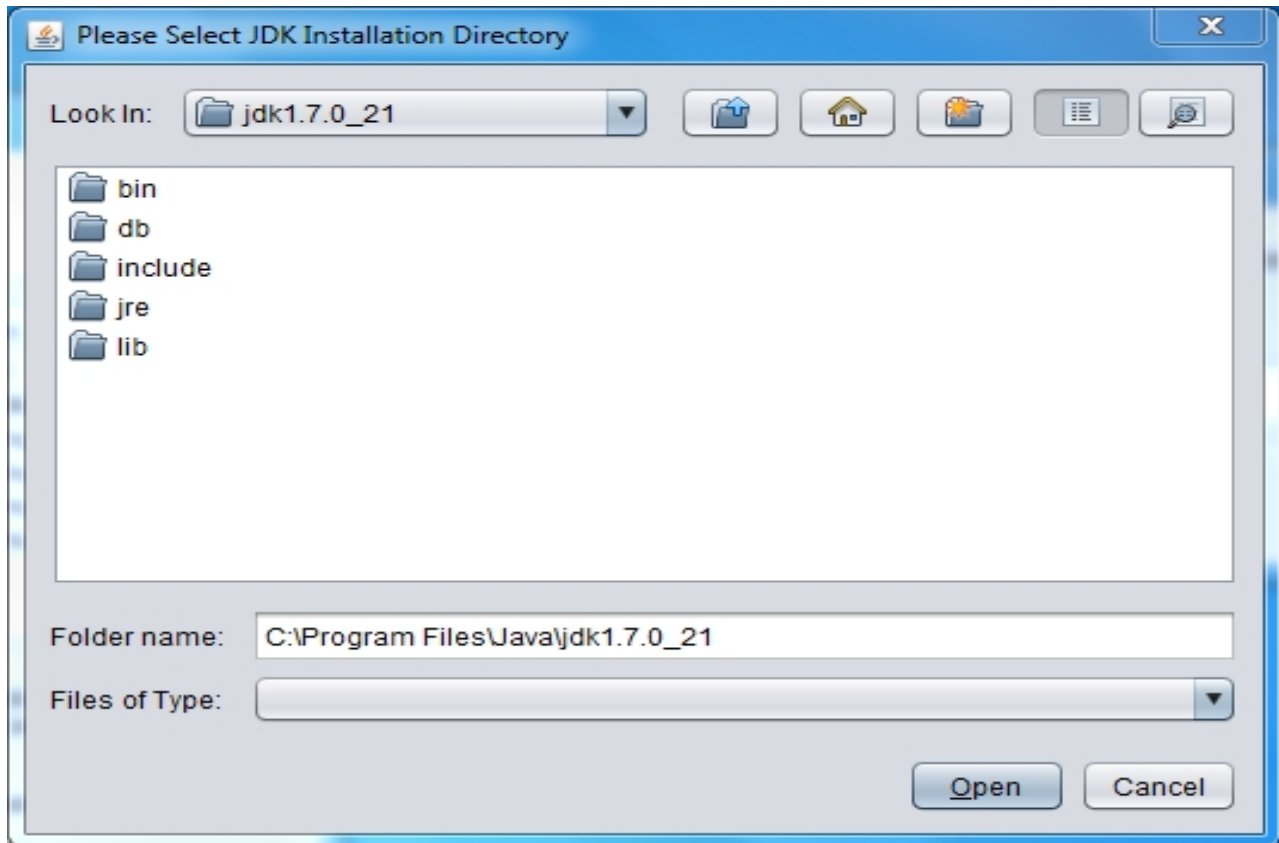 Please Select JDK Installation Directory
Look In: jdk1.7.0_21
bin
db
include
jre
lib
Folder name: C:\Program Files\Java\jdk1.7.0_21
Files of Type:
Open Cancel